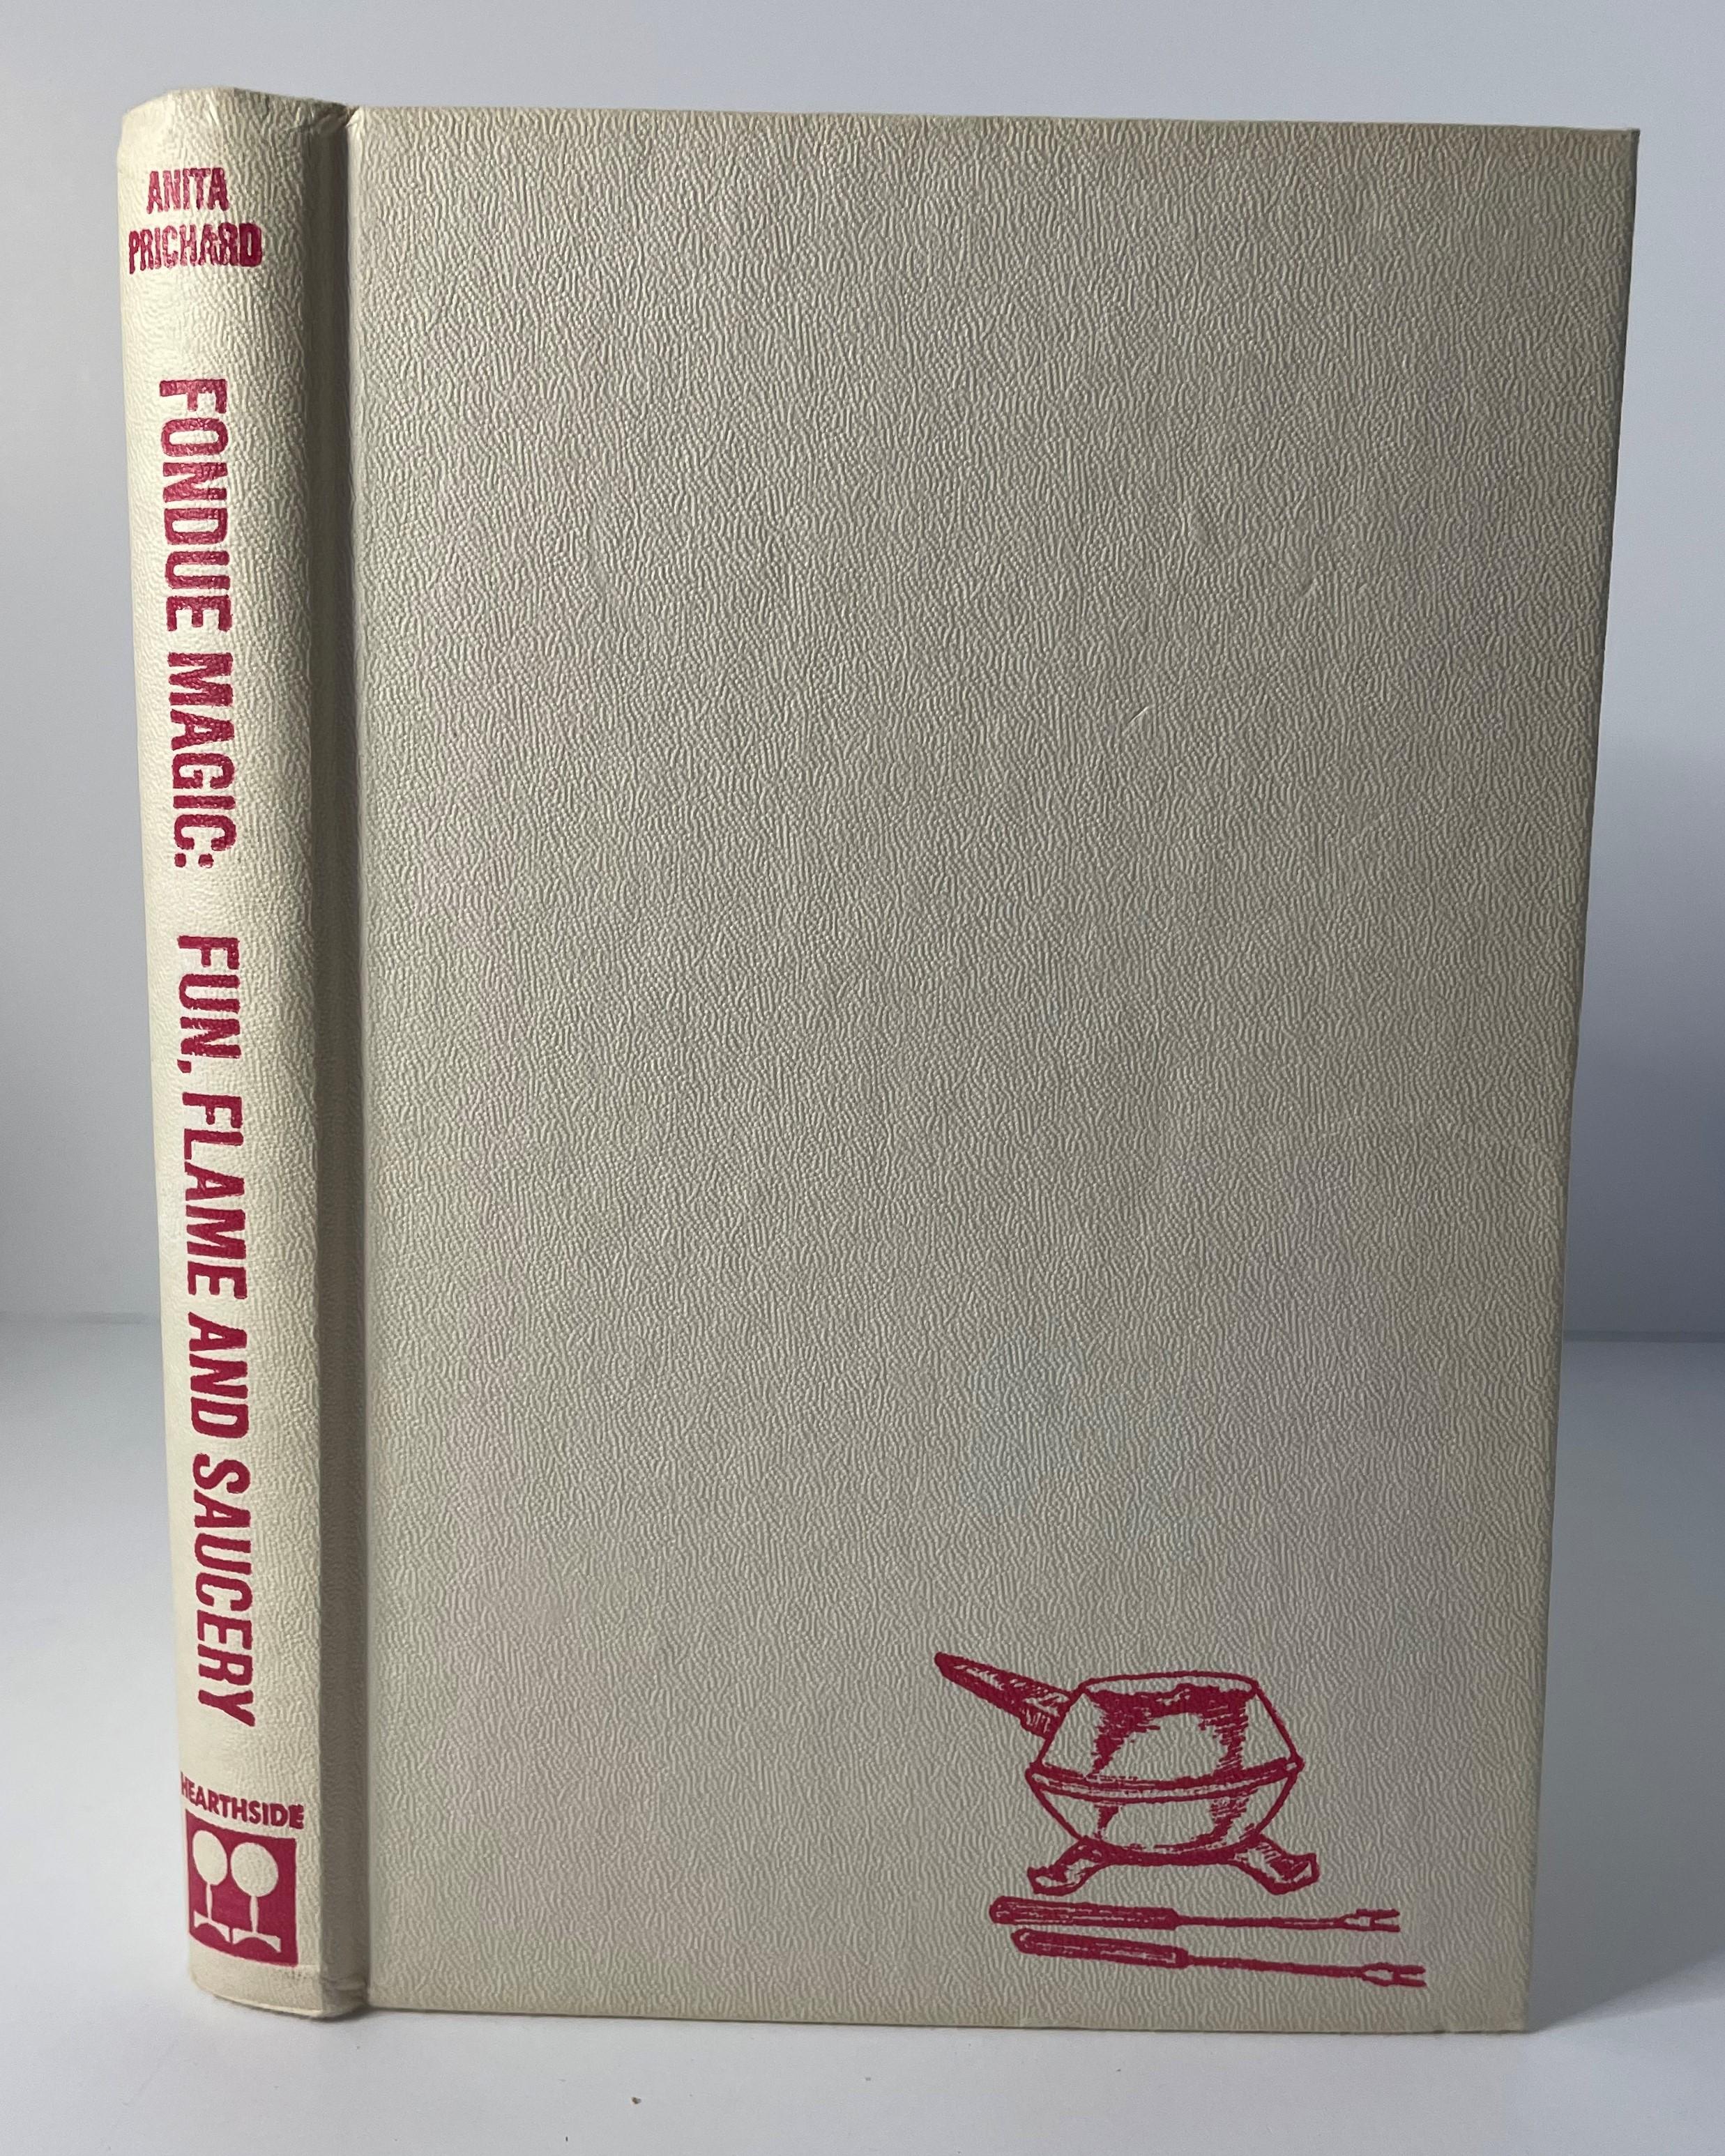 ANITA
PRICHARD
FONDUE MAGIC: FUN, FLAME AND SAUCERY
HEARTHSIDE